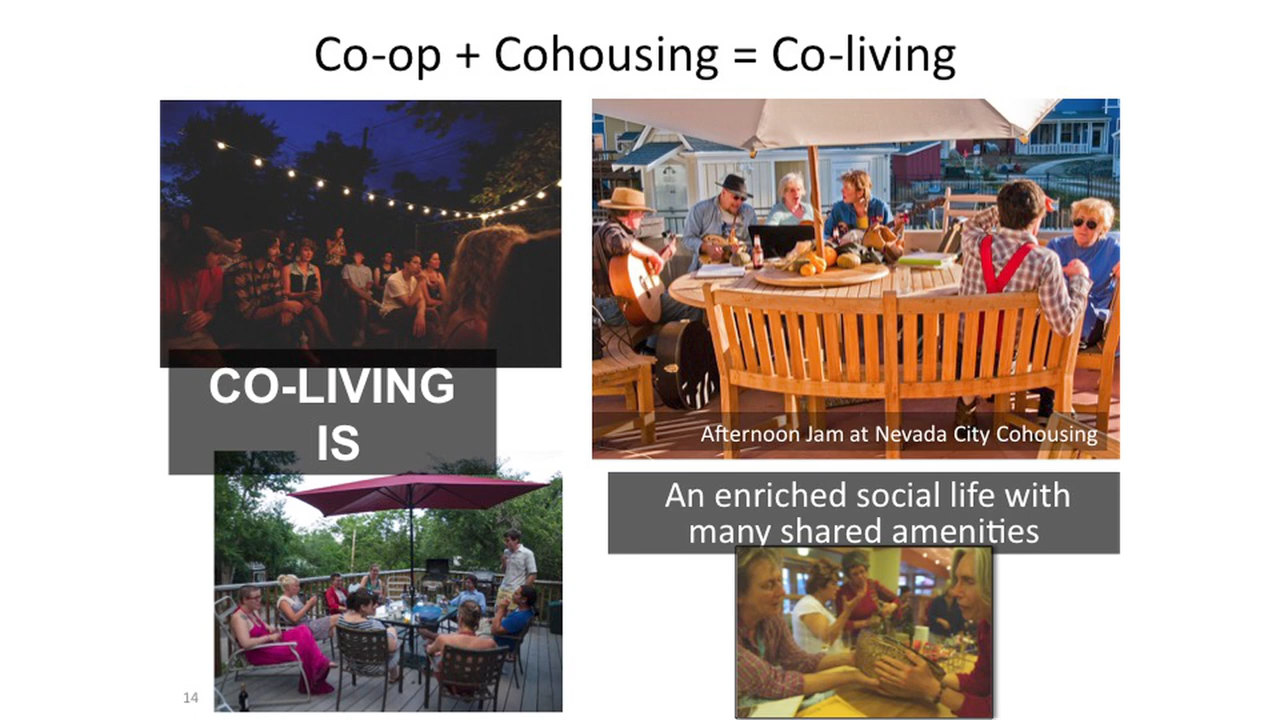 Co-op + Cohousing = Co-living
CO-LIVING
IS
Afternoon Jam at Nevada City Cohousing
An enriched social life with
many shared amenities
14